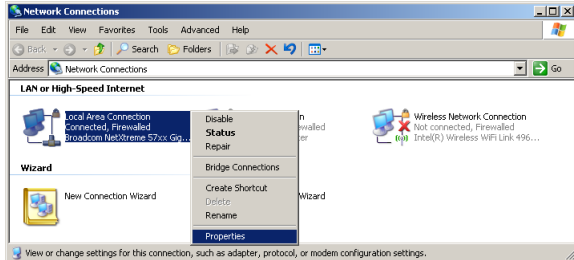 Network Connections
File Edit View Favorites Tools Advanced Help
Back Search Folders
Address Network Connections Go
LAN or High-Speed Internet
Local Area Connection
Connected, Firewalled
Broadcom NetXtreme 57xx Gig...
Disable
Status
Repair
Bridge Connections
Create Shortcut
Delete
Rename
Properties
Wireless Network Connection
Not connected, Firewalled
Intel(R) Wireless WiFi Link 496...
Wizard
New Connection Wizard
Wizard
View or change settings for this connection, such as adapter, protocol, or modem configuration settings.